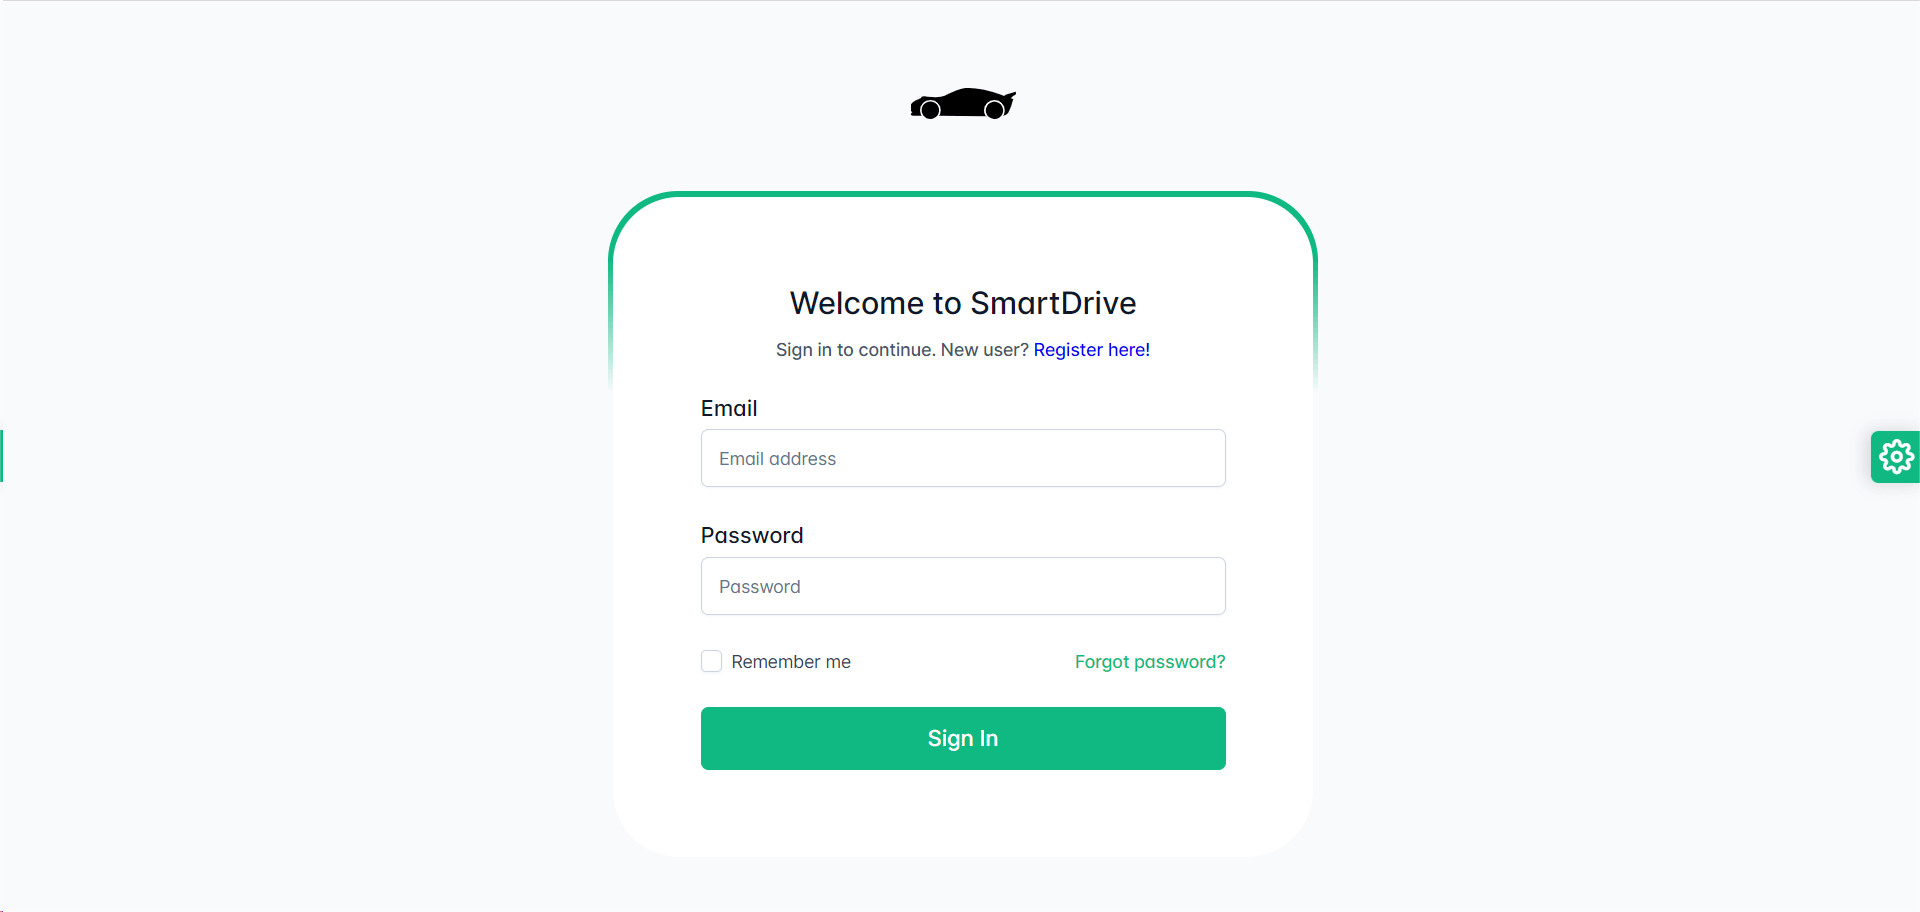 Welcome to SmartDrive
Sign in to continue. New user? Register here!
Email
Email address
Password
Password
Remember me
Forgot password?
Sign In